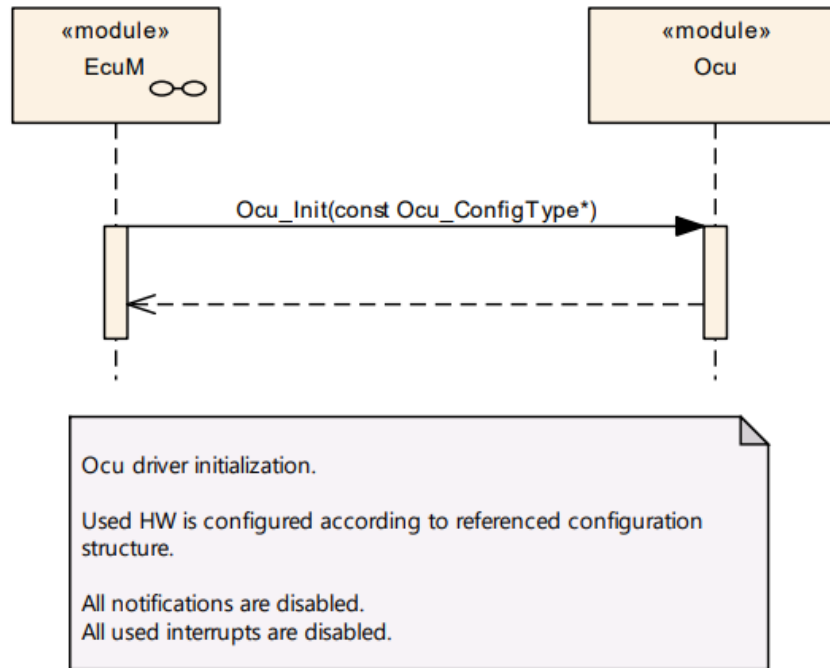 «module»
EcuM
«module»
Ocu
Ocu_Init(const Ocu_ConfigType*)
Ocu driver initialization.
Used HW is configured according to referenced configuration
structure.
All notifications are disabled.
All used interrupts are disabled.